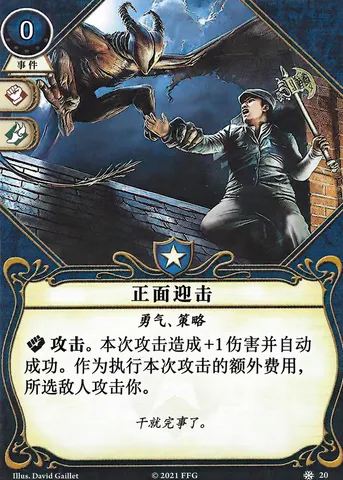 0
事件
正面迎击
勇气、策略
攻击。本次攻击造成+1伤害并自动
成功。作为执行本次攻击的额外费用，
所选敌人攻击你。
干就完事了。
Illus. David Gaillet © 2021 FFG 20